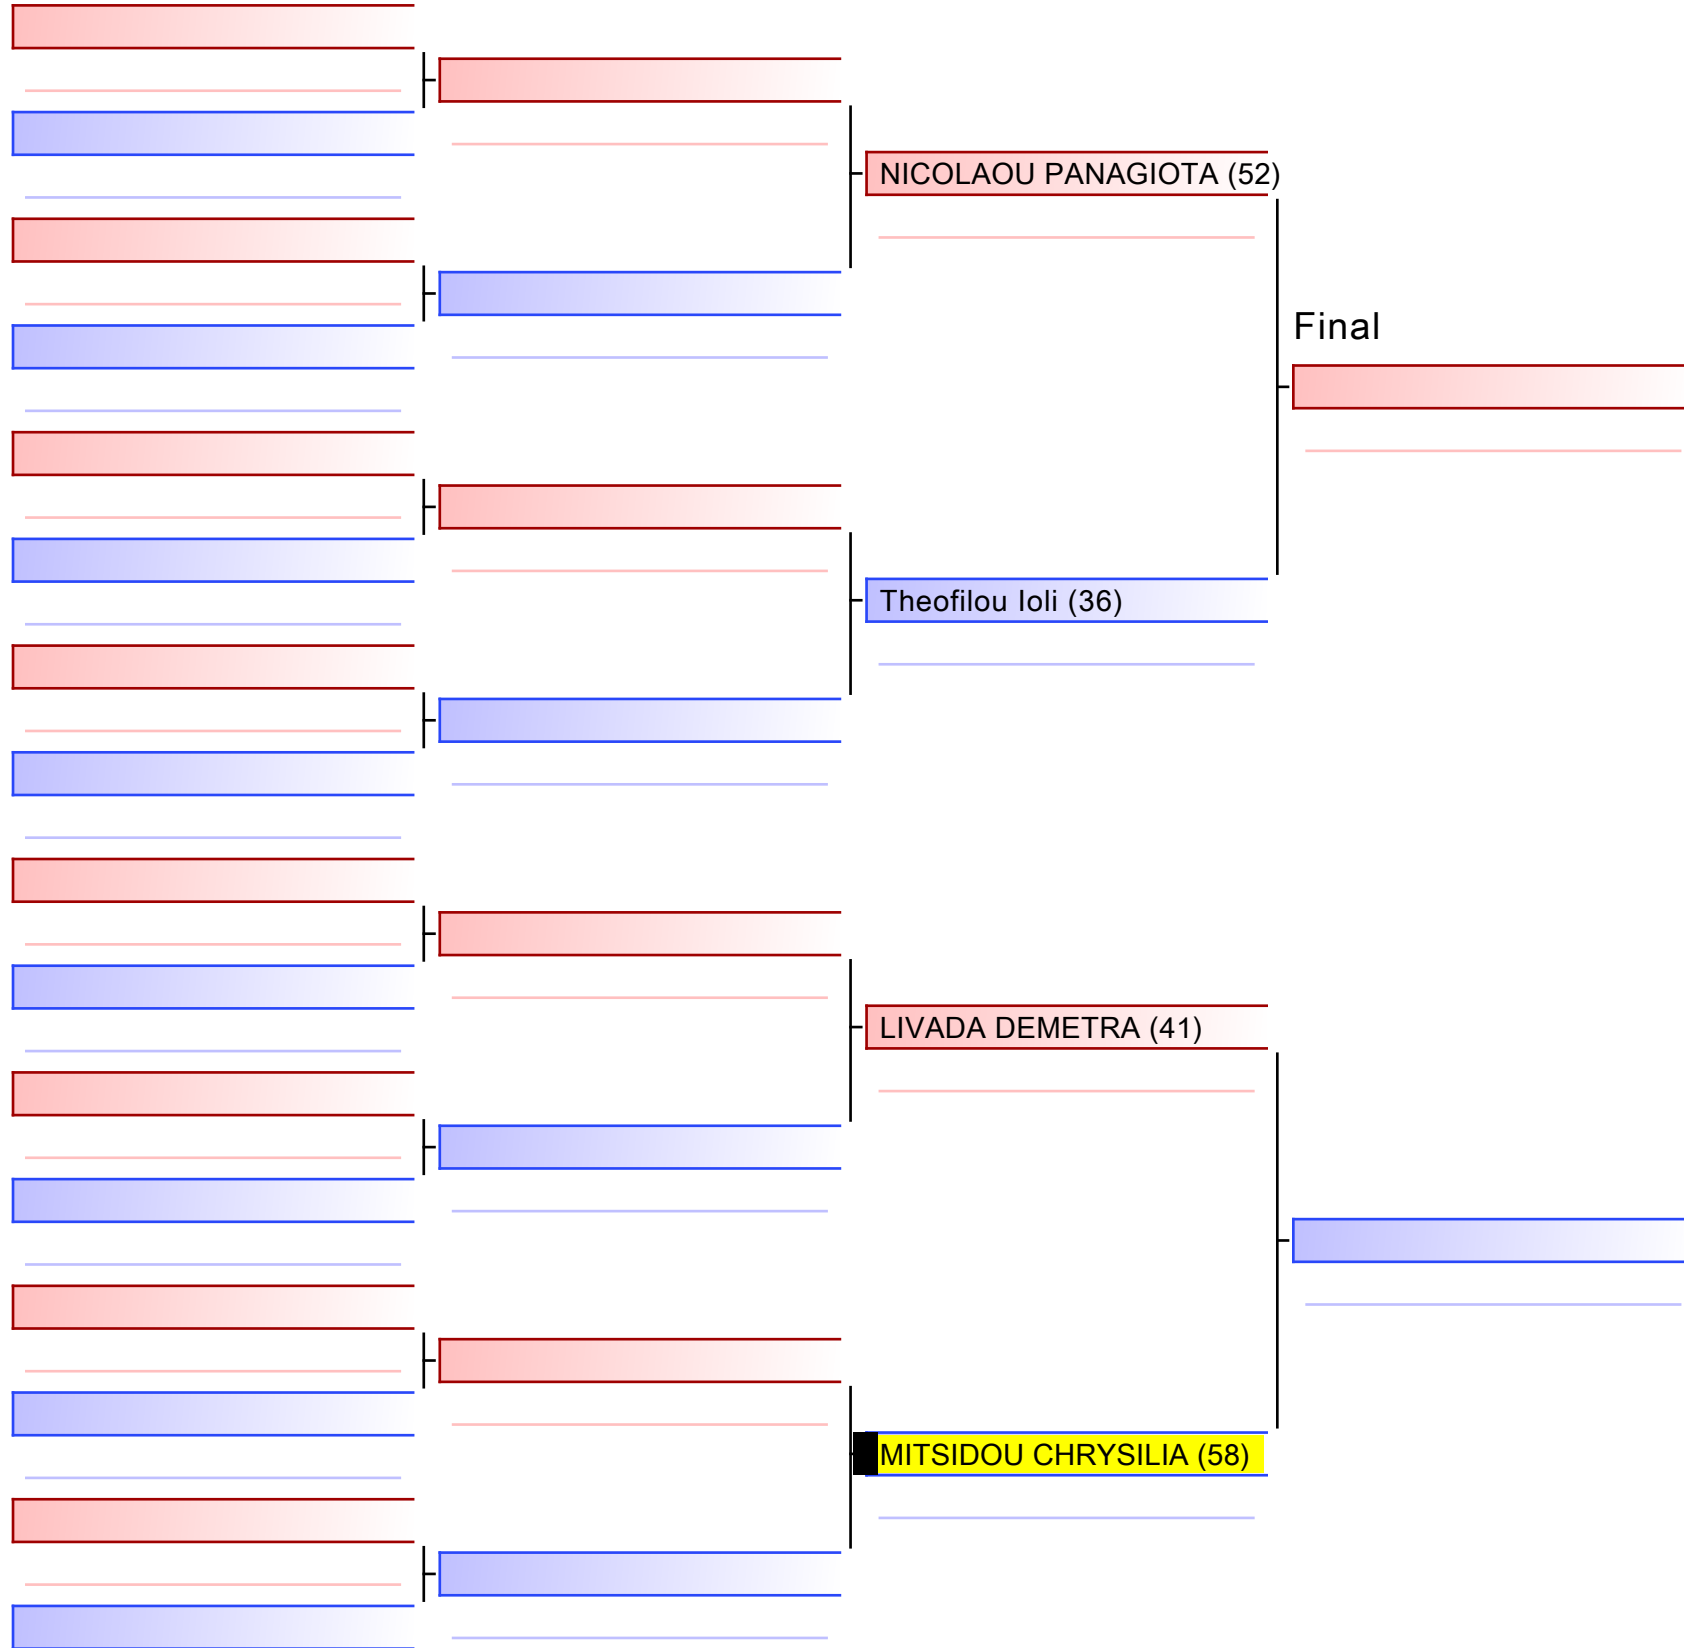 NICOLAOU PANAGIOTA (52)
Final
Theofilou Ioli (36)
LIVADA DEMETRA (41)
MITSIDOU CHRYSILIA (58)